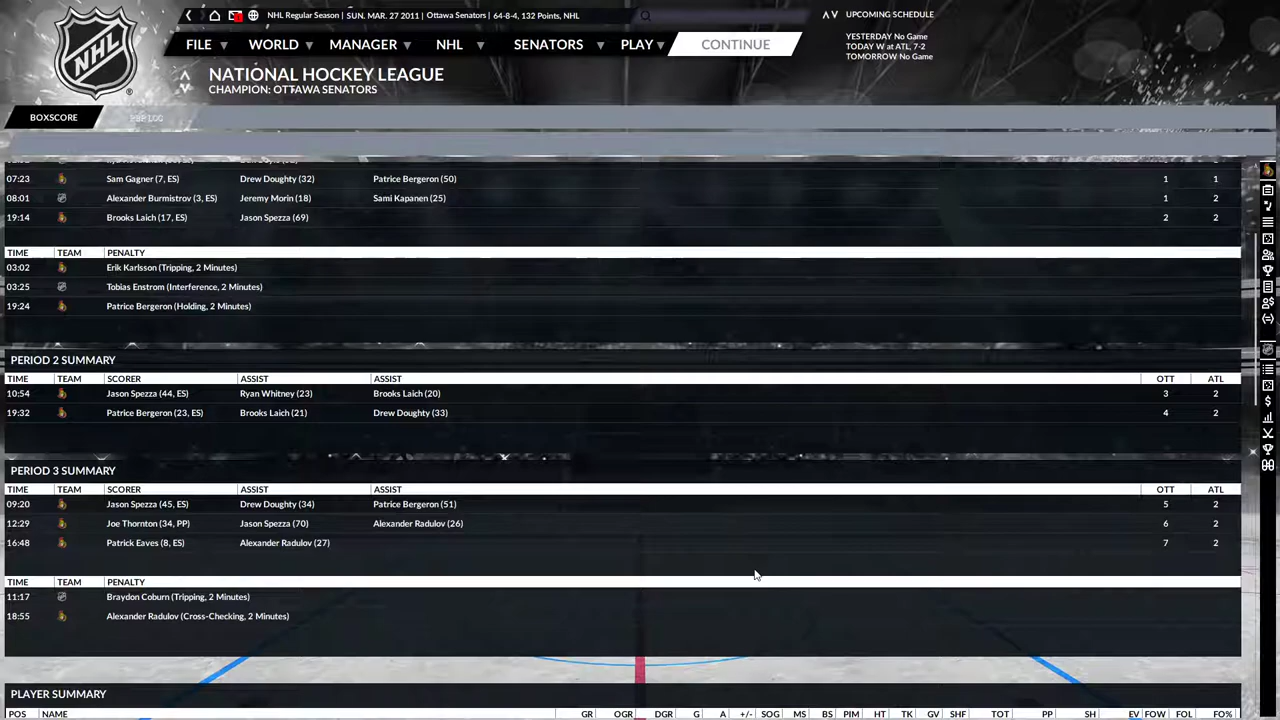 NHL Regular Season | SUN. MAR. 27 2011 | Ottawa Senators | 64-8-4, 132 Points, NHL
UPCOMING SCHEDULE
YESTERDAY No Game
TODAY W at ATL, 7-2
TOMORROW No Game
NHL
FILE WORLD MANAGER NHL SENATORS PLAY CONTINUE
NATIONAL HOCKEY LEAGUE
CHAMPION: OTTAWA SENATORS
BOXSCORE
07:23 Sam Gagner (7, ES) Drew Doughty (32) Patrice Bergeron (50) 1 1
08:01 Alexander Burmistrov (3, ES) Jeremy Morin (18) Sami Kapanen (25) 1 2
19:14 Brooks Laich (17, ES) Jason Spezza (69) 2 2
TIME TEAM PENALTY
03:02 Erik Karlsson (Tripping, 2 Minutes)
03:25 Tobias Enstrom (Interference, 2 Minutes)
19:24 Patrice Bergeron (Holding, 2 Minutes)
PERIOD 2 SUMMARY
TIME TEAM SCORER ASSIST ASSIST OTT ATL
10:54 Jason Spezza (44, ES) Ryan Whitney (23) Brooks Laich (20) 3 2
19:32 Patrice Bergeron (23, ES) Brooks Laich (21) Drew Doughty (33) 4 2
PERIOD 3 SUMMARY
TIME TEAM SCORER ASSIST ASSIST OTT ATL
09:20 Jason Spezza (45, ES) Drew Doughty (34) Patrice Bergeron (51) 5 2
12:29 Joe Thornton (34, PP) Jason Spezza (70) Alexander Radulov (26) 6 2
16:48 Patrick Eaves (8, ES) Alexander Radulov (27) 7 2
TIME TEAM PENALTY
11:17 Braydon Coburn (Tripping, 2 Minutes)
18:55 Alexander Radulov (Cross-Checking, 2 Minutes)
PLAYER SUMMARY
POS NAME GR OGR DGR G A +/- SOG MS BS PIM HT TK GV SHF TOT PP SH EV FOW FOL FO%